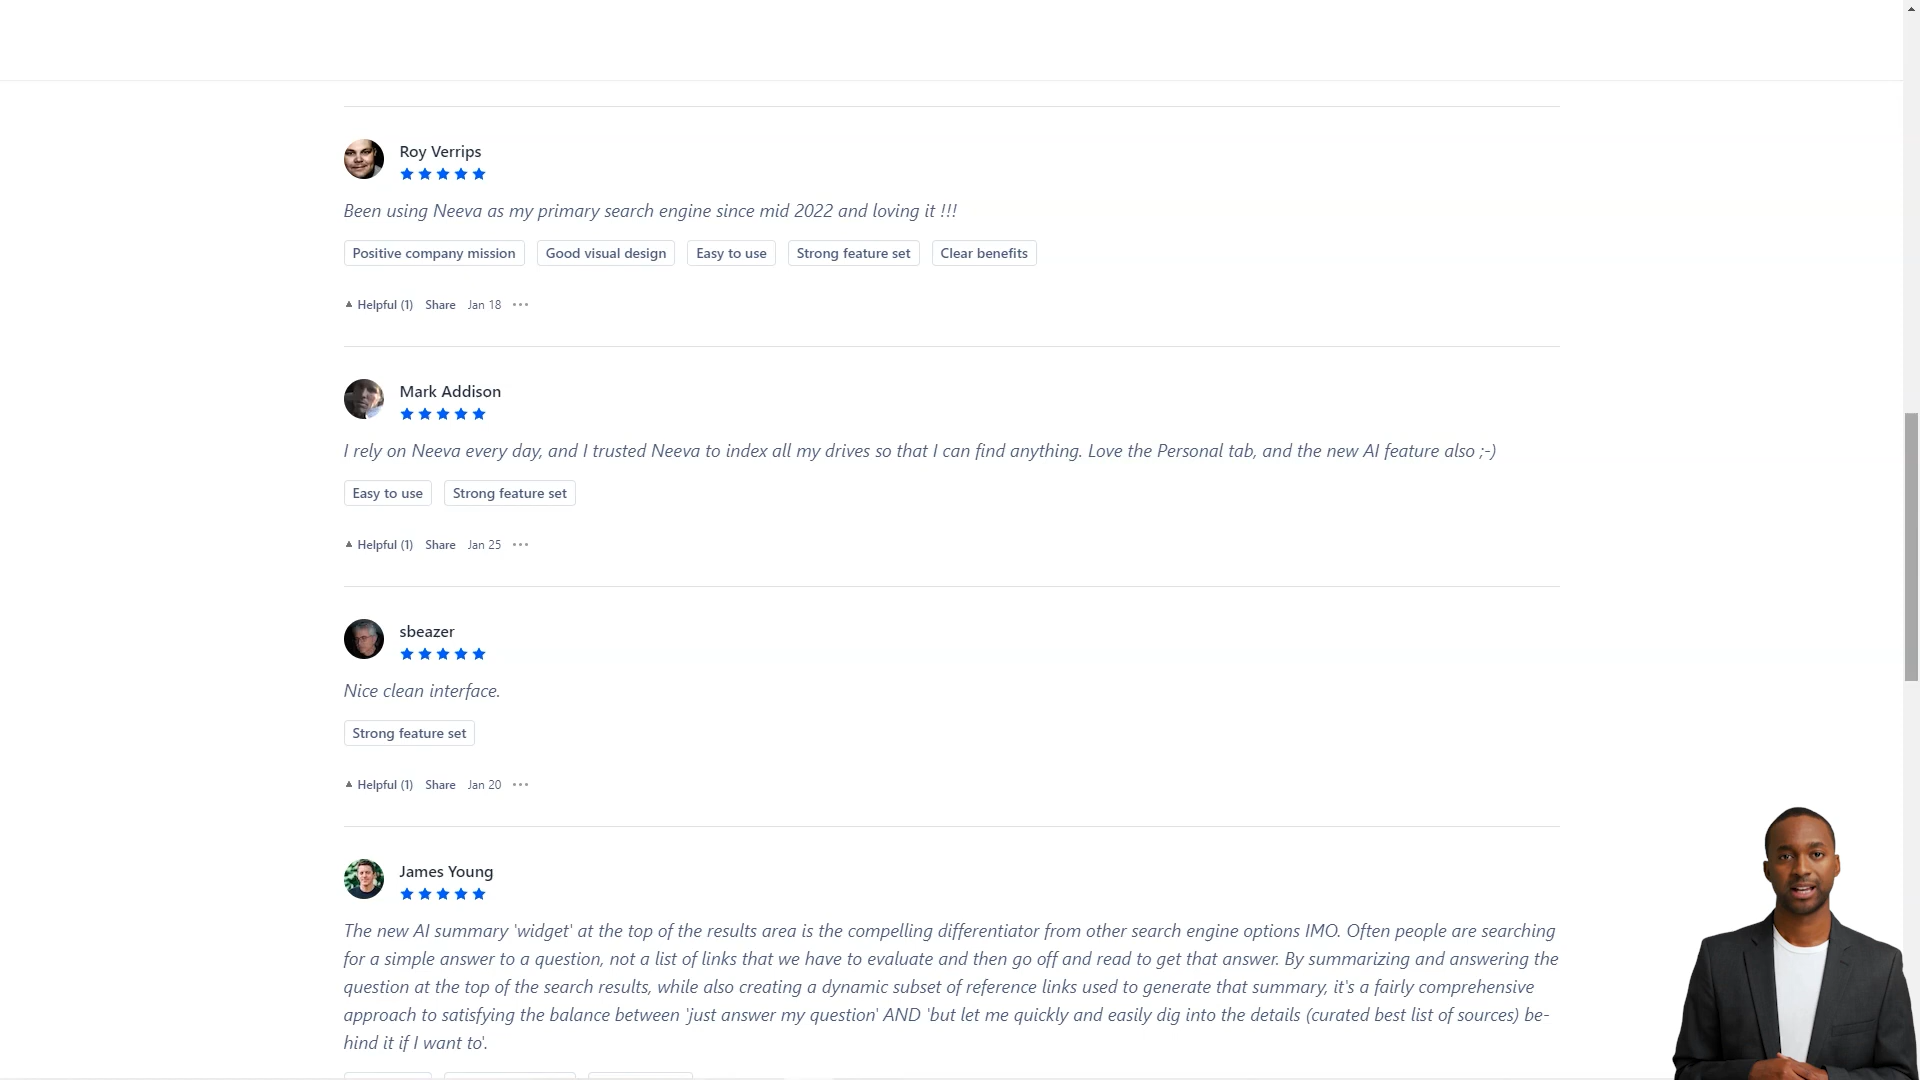 Roy Verrips
Been using Neeva as my primary search engine since mid 2022 and loving it !!!
Positive company mission Good visual design Easy to use Strong feature set Clear benefits
Helpful (1) Share Jan 18
Mark Addison
I rely on Neeva every day, and I trusted Neeva to index all my drives so that I can find anything. Love the Personal tab, and the new AI feature also ;-)
Easy to use Strong feature set
Helpful (1) Share Jan 25
sbeazer
Nice clean interface.
Strong feature set
Helpful (1) Share Jan 20
James Young
The new AI summary 'widget' at the top of the results area is the compelling differentiator from other search engine options IMO. Often people are searching
for a simple answer to a question, not a list of links that we have to evaluate and then go off and read to get that answer. By summarizing and answering the
question at the top of the search results, while also creating a dynamic subset of reference links used to generate that summary, it's a fairly comprehensive
approach to satisfying the balance between 'just answer my question' AND 'but let me quickly and easily dig into the details (curated best list of sources) be-
hind it if I want to'.